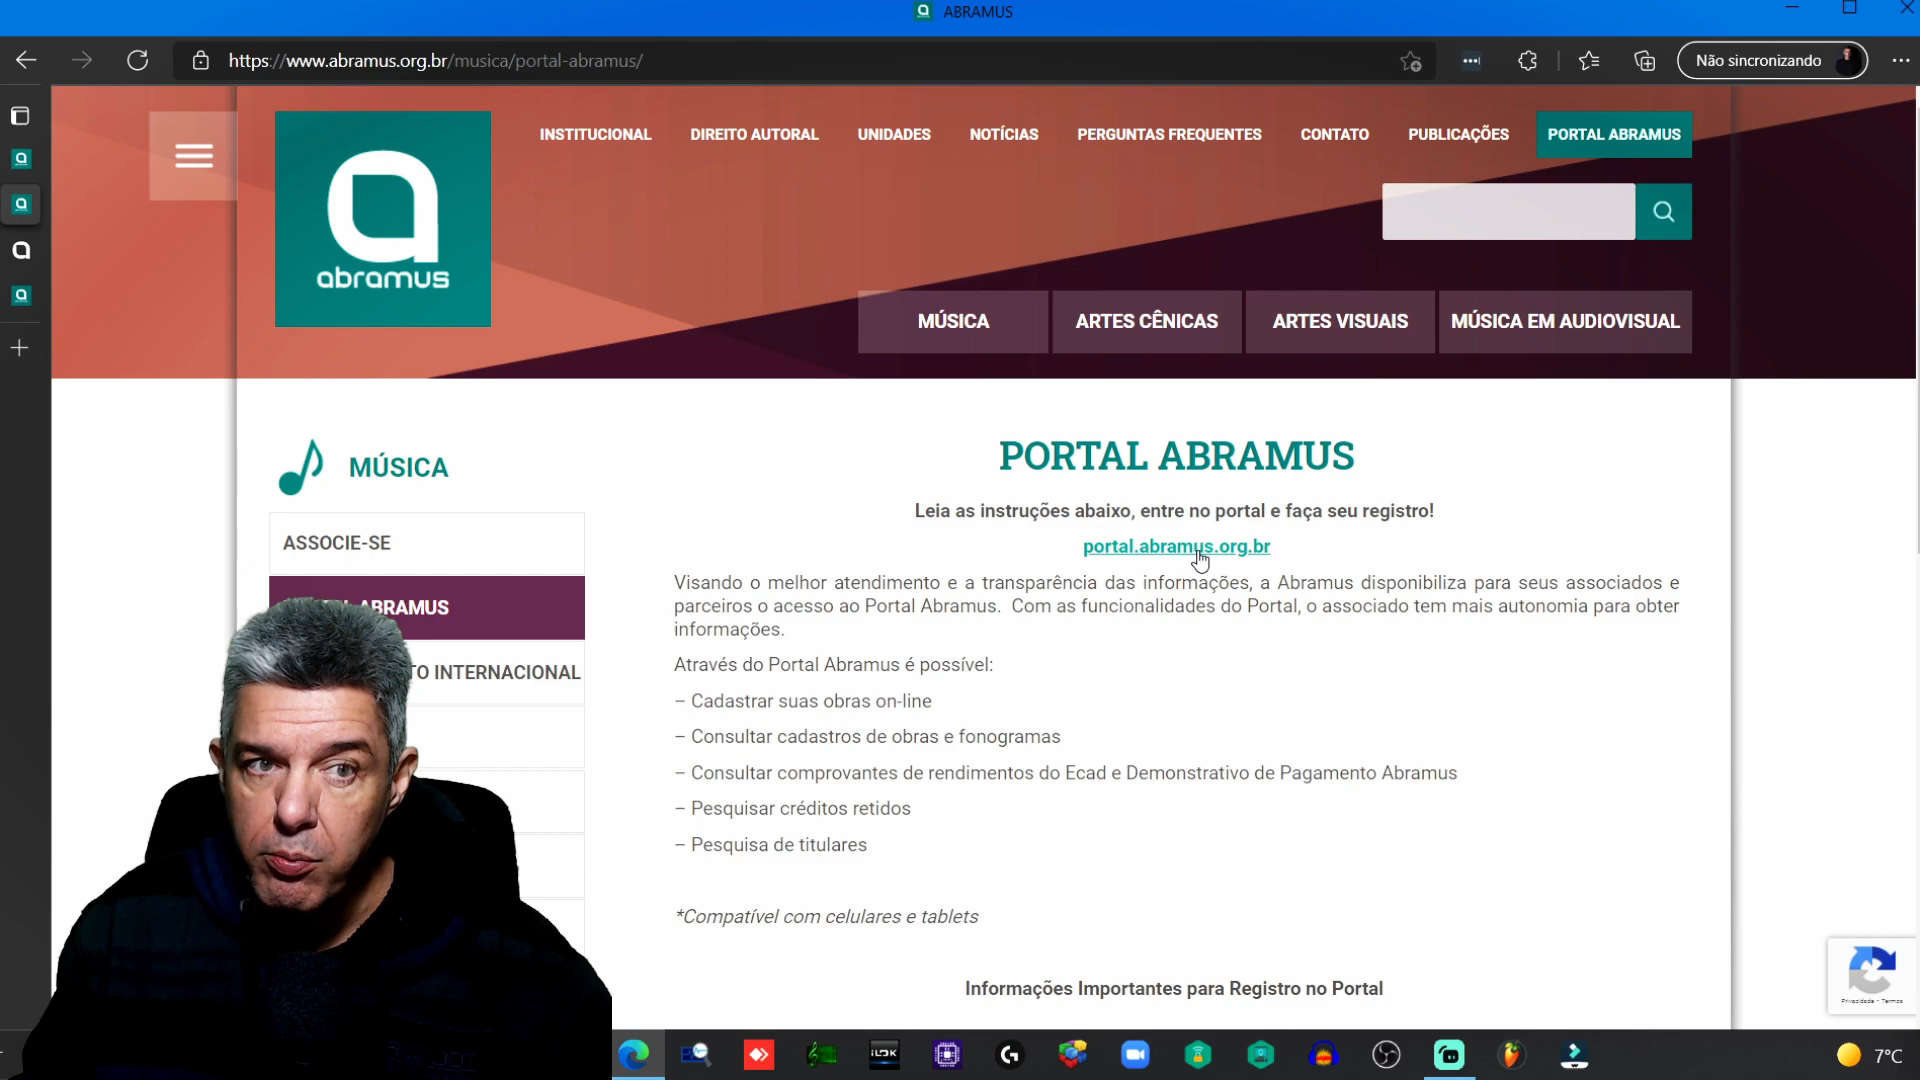 ABRAMUS
https://www.abramus.org.br/musica/portal-abramus/
Não sincronizando
INSTITUCIONAL
DIREITO AUTORAL
UNIDADES
NOTÍCIAS
PERGUNTAS FREQUENTES
CONTATO
PUBLICAÇÕES
PORTAL ABRAMUS
abramus
MÚSICA
ARTES CÊNICAS
ARTES VISUAIS
MÚSICA EM AUDIOVISUAL
MÚSICA
ASSOCIE-SE
ABRAMUS
TO INTERNACIONAL
PORTAL ABRAMUS
Leia as instruções abaixo, entre no portal e faça seu registro!
portal.abramus.org.br
Visando o melhor atendimento e a transparência das informações, a Abramus disponibiliza para seus associados e
parceiros o acesso ao Portal Abramus. Com as funcionalidades do Portal, o associado tem mais autonomia para obter
informações.
Através do Portal Abramus é possível:
– Cadastrar suas obras on-line
– Consultar cadastros de obras e fonogramas
– Consultar comprovantes de rendimentos do Ecad e Demonstrativo de Pagamento Abramus
– Pesquisar créditos retidos
– Pesquisa de titulares
*Compatível com celulares e tablets
Informações Importantes para Registro no Portal
Privacidade - Termos
iLOK
7°C